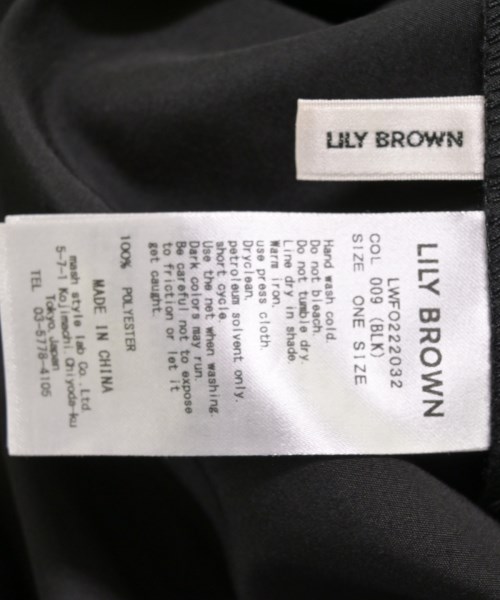 LILY BROWN
LILY BROWN
LWFO222032
COL 009 (BLK)
SIZE ONE SIZE
Hand wash cold.
Do not bleach.
Do not tumble dry.
Line dry in shade.
Warm iron.
use press cloth.
Dryclean.
petroleum solvent only.
short cycle.
Use the net when washing.
Dark colors may run.
Be careful not to expose
to friction or let it
get caught.
100% POLYESTER
MADE IN CHINA
mash style lab Co .Ltd.
5-7-1 Kojimachi Chiyoda-ku
Tokyo, Japan
TEL 03-6778-4105